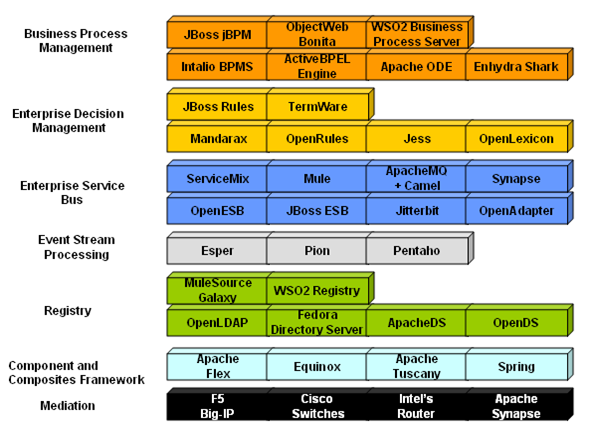 Business Process
Management
JBoss jBPM
ObjectWeb
Bonita
WSO2 Business
Process Server
Intalio BPMS
ActiveBPEL
Engine
Apache ODE
Enhydra Shark
Enterprise Decision
Management
JBoss Rules
TermWare
Mandarax
OpenRules
Jess
OpenLexicon
Enterprise Service
Bus
ServiceMix
Mule
ApacheMQ
+ Camel
Synapse
OpenESB
JBoss ESB
Jitterbit
OpenAdapter
Event Stream
Processing
Esper
Pion
Pentaho
Registry
MuleSource
Galaxy
WSO2 Registry
OpenLDAP
Fedora
Directory Server
ApacheDS
OpenDS
Component and
Composites Framework
Apache
Flex
Equinox
Apache
Tuscany
Spring
Mediation
F5
Big-IP
Cisco
Switches
Intel's
Router
Apache
Synapse